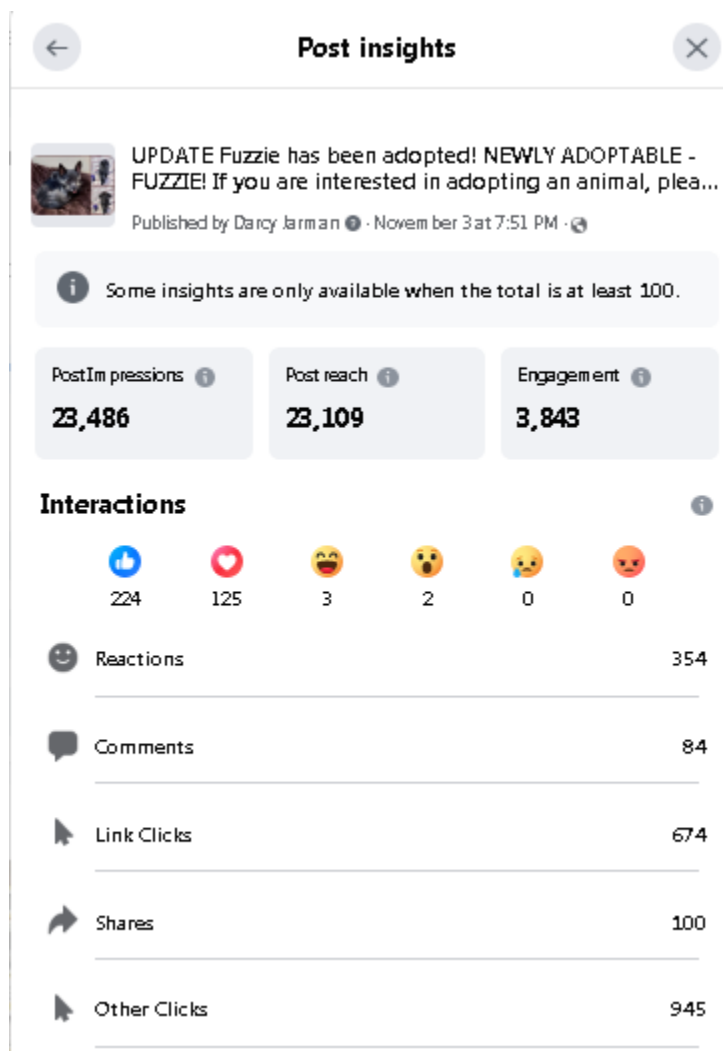 Post insights
UPDATE Fuzzie has been adopted! NEWLY ADOPTABLE -
FUZZIE! If you are interested in adopting an animal, plea...
Published by Darcy Jarman · November 3 at 7:51 PM ·
Some insights are only available when the total is at least 100.
Post Impressions Post reach Engagement
23,486 23,109 3,843
Interactions
224 125 3 2 0 0
Reactions 354
Comments 84
Link Clicks 674
Shares 100
Other Clicks 945